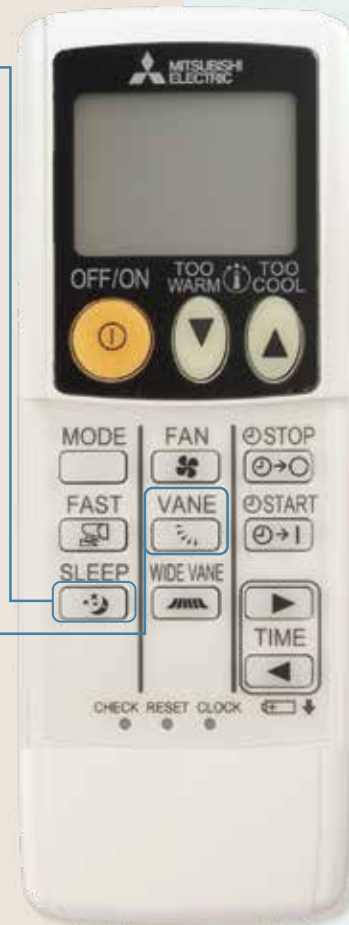 MITSUBISHI
ELECTRIC
OFF/ON
TOO
WARM
TOO
COOL
MODE
FAN
STOP
FAST
VANE
START
SLEEP
WIDE VANE
TIME
CHECK RESET CLOCK